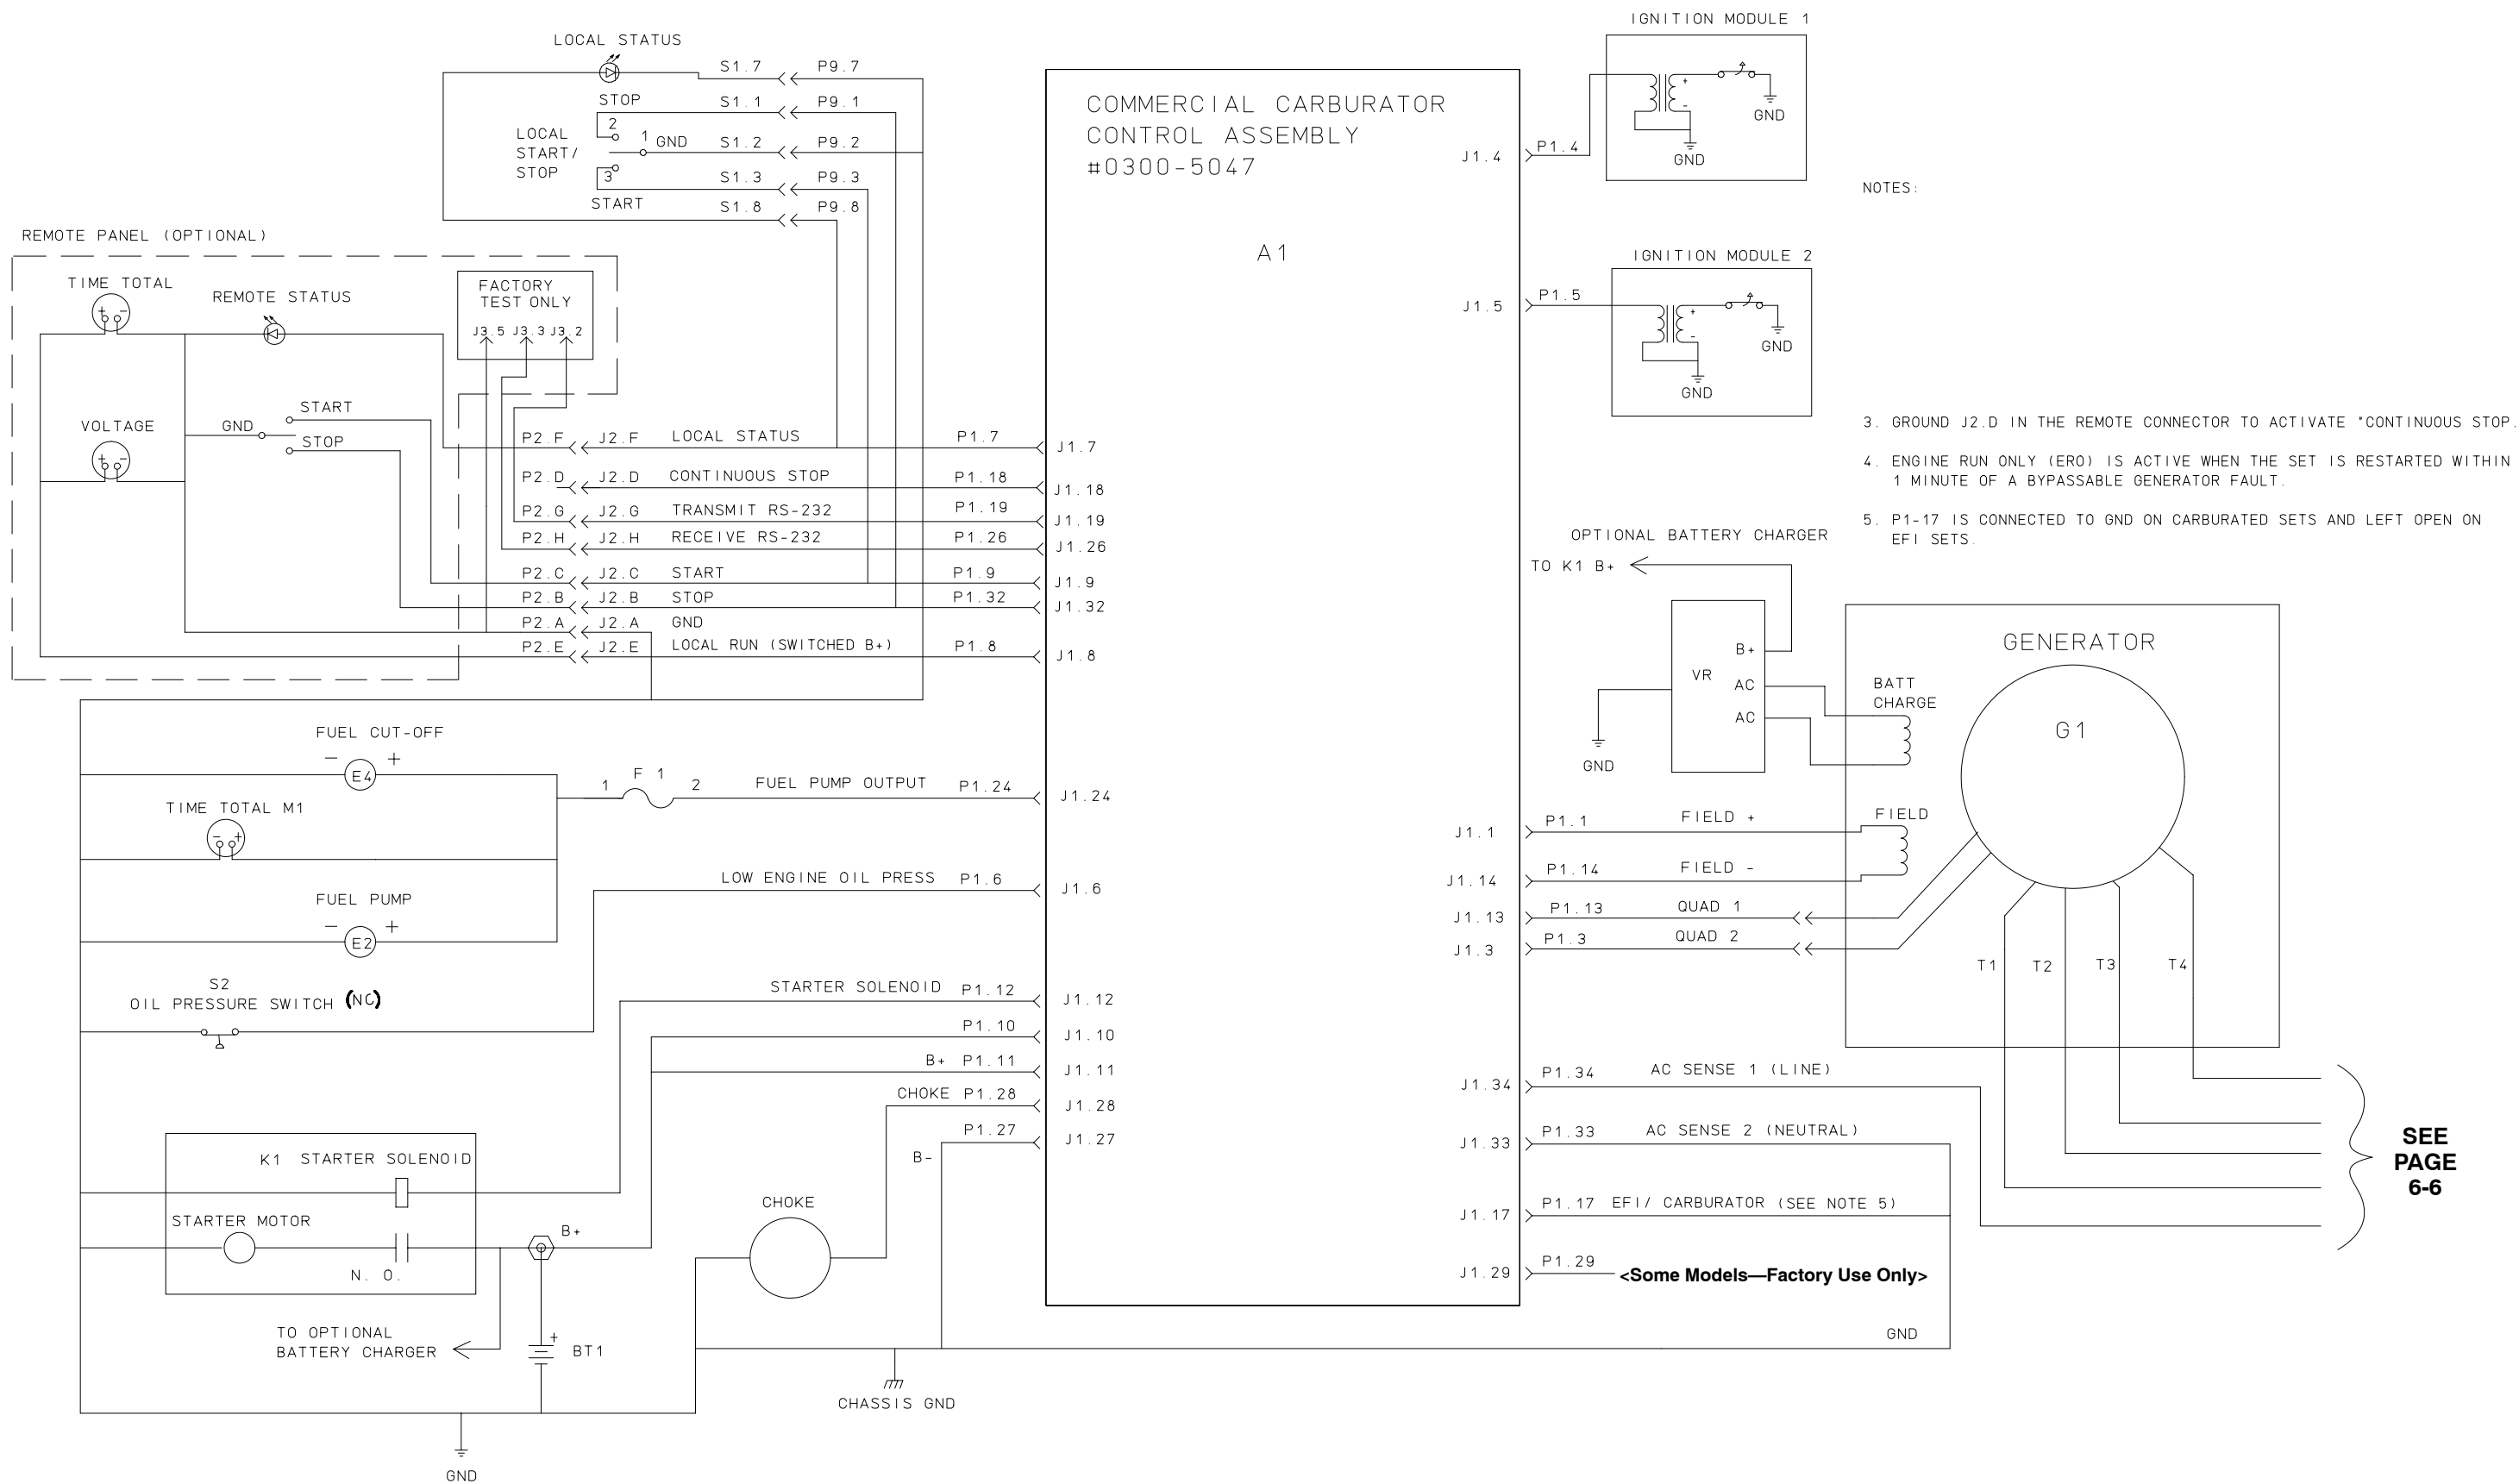 IGNITION MODULE 1
LOCAL STATUS
S1.7 P9.7
STOP S1.1 P9.1
2
LOCAL
START/
STOP
1 GND S1.2 P9.2
3
S1.3 P9.3
START
S1.8 P9.8
COMMERCIAL CARBURATOR
CONTROL ASSEMBLY
#0300-5047
A1
J1.4 P1.4
+
-
GND
GND
NOTES:
REMOTE PANEL (OPTIONAL)
TIME TOTAL
+ -
REMOTE STATUS
FACTORY
TEST ONLY
J3.5 J3.3 J3.2
IGNITION MODULE 2
J1.5 P1.5
+
-
GND
GND
VOLTAGE
+ -
GND
START
STOP
P2.F J2.F LOCAL STATUS P1.7 J1.7
P2.D J2.D CONTINUOUS STOP P1.18 J1.18
P2.G J2.G TRANSMIT RS-232 P1.19 J1.19
P2.H J2.H RECEIVE RS-232 P1.26 J1.26
P2.C J2.C START P1.9 J1.9
P2.B J2.B STOP P1.32 J1.32
P2.A J2.A GND
P2.E J2.E LOCAL RUN (SWITCHED B+) P1.8 J1.8
3. GROUND J2.D IN THE REMOTE CONNECTOR TO ACTIVATE "CONTINUOUS STOP.
4. ENGINE RUN ONLY (ERO) IS ACTIVE WHEN THE SET IS RESTARTED WITHIN
1 MINUTE OF A BYPASSABLE GENERATOR FAULT.
5. P1-17 IS CONNECTED TO GND ON CARBURATED SETS AND LEFT OPEN ON
EFI SETS.
OPTIONAL BATTERY CHARGER
TO K1 B+
B+
VR
AC
AC
GND
GENERATOR
G1
BATT
CHARGE
FUEL CUT-OFF
- E4 +
TIME TOTAL M1
- +
1 F 1 2 FUEL PUMP OUTPUT P1.24 J1.24
FUEL PUMP
- E2 +
LOW ENGINE OIL PRESS P1.6 J1.6
S2
OIL PRESSURE SWITCH (NC)
J1.1 P1.1 FIELD + FIELD
J1.14 P1.14 FIELD -
J1.13 P1.13 QUAD 1
J1.3 P1.3 QUAD 2
T1 T2 T3 T4
STARTER SOLENOID P1.12 J1.12
P1.10 J1.10
B+ P1.11 J1.11
CHOKE P1.28 J1.28
P1.27 J1.27
B-
K1 STARTER SOLENOID
STARTER MOTOR
N. O.
B+
CHOKE
TO OPTIONAL
BATTERY CHARGER
+
BT1
GND
CHASSIS GND
J1.34 P1.34 AC SENSE 1 (LINE)
J1.33 P1.33 AC SENSE 2 (NEUTRAL)
J1.17 P1.17 EFI/ CARBURATOR (SEE NOTE 5)
J1.29 P1.29 <Some Models—Factory Use Only>
GND
SEE
PAGE
6-6